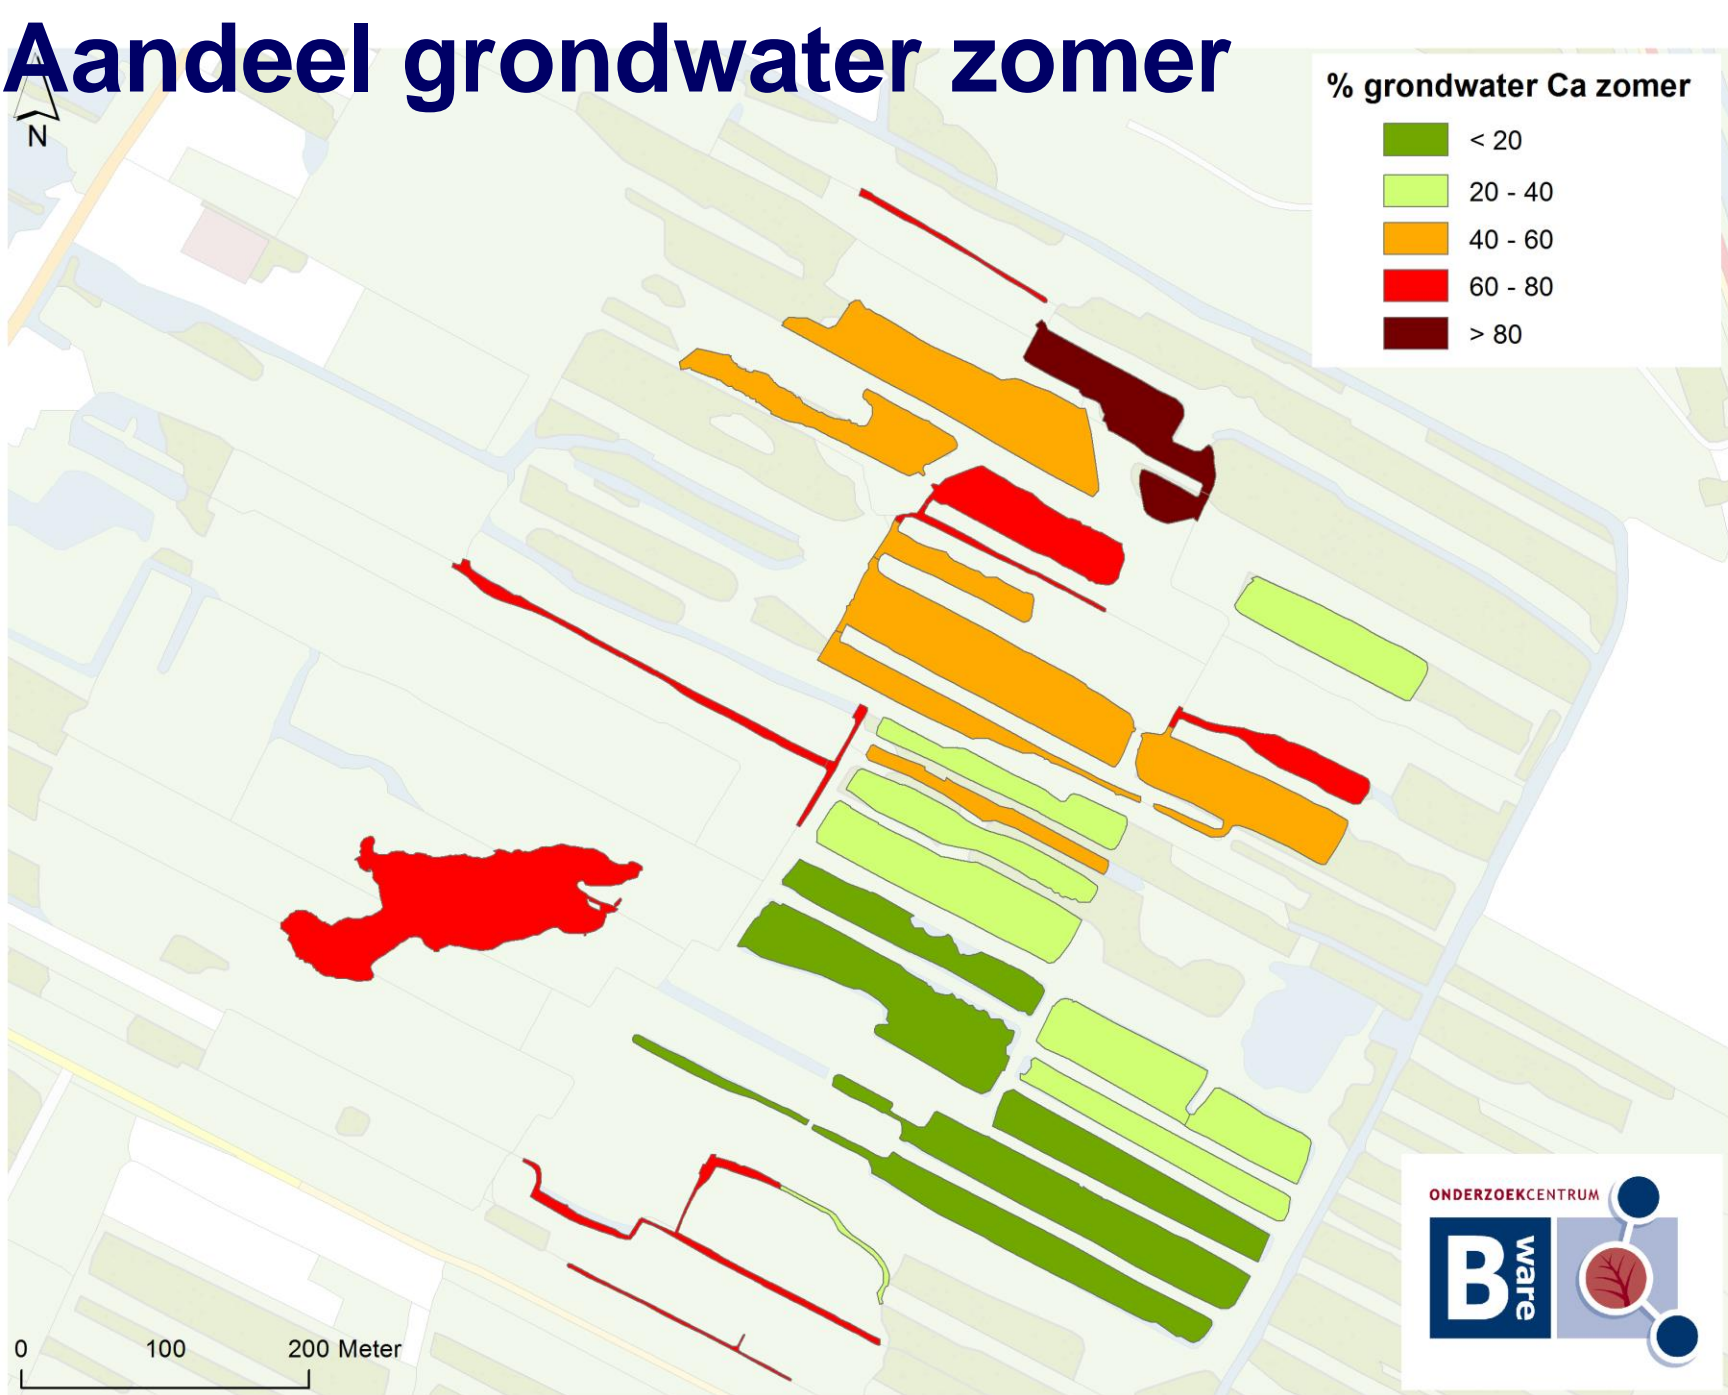 Aandeel grondwater zomer
N
% grondwater Ca zomer
< 20
20 - 40
40 - 60
60 - 80
> 80
ONDERZOEKCENTRUM
B ware
0 100 200 Meter